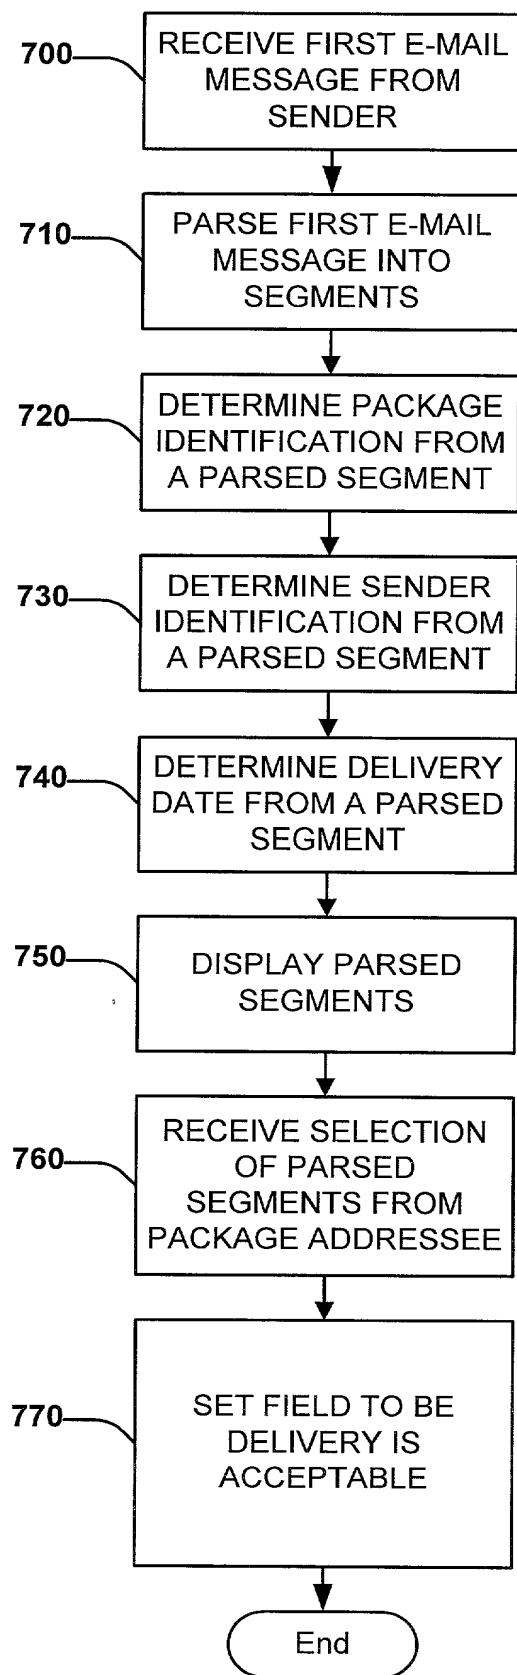 700
RECEIVE FIRST E-MAIL
MESSAGE FROM
SENDER
710
PARSE FIRST E-MAIL
MESSAGE INTO
SEGMENTS
720
DETERMINE PACKAGE
IDENTIFICATION FROM
A PARSED SEGMENT
730
DETERMINE SENDER
IDENTIFICATION FROM
A PARSED SEGMENT
740
DETERMINE DELIVERY
DATE FROM A PARSED
SEGMENT
750
DISPLAY PARSED
SEGMENTS
760
RECEIVE SELECTION
OF PARSED
SEGMENTS FROM
PACKAGE ADDRESSEE
770
SET FIELD TO BE
DELIVERY IS
ACCEPTABLE
End